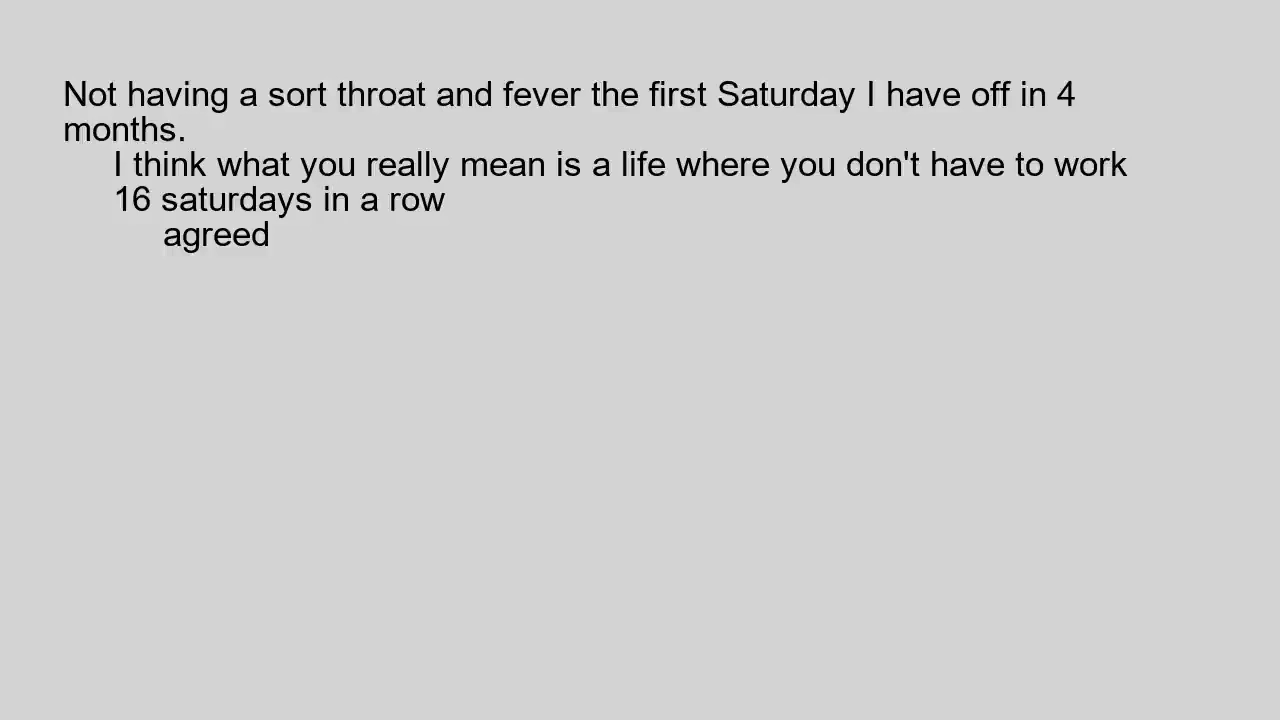 Not having a sort throat and fever the first Saturday I have off in 4
months.
I think what you really mean is a life where you don't have to work
16 saturdays in a row
agreed